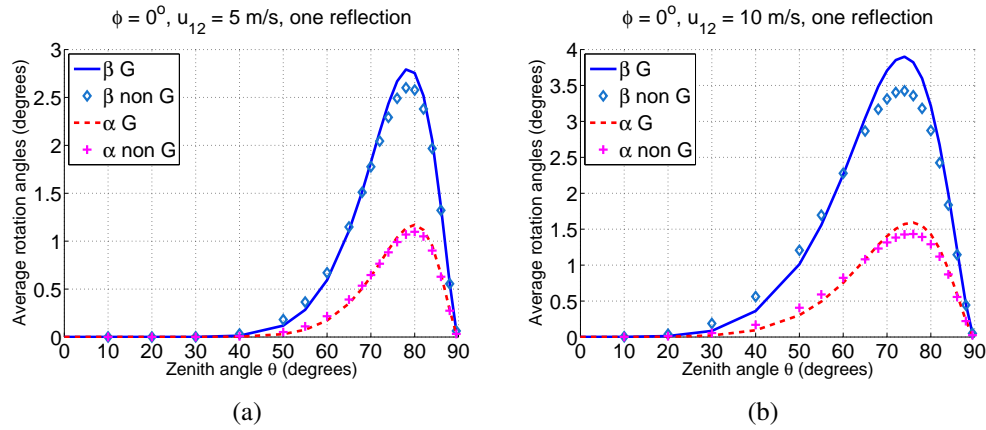 ϕ = 0°, u₁₂ = 5 m/s, one reflection
Average rotation angles (degrees)
3
2.5
2
1.5
1
0.5
0
β G
β non G
α G
α non G
0 10 20 30 40 50 60 70 80 90
Zenith angle θ (degrees)
(a)
ϕ = 0°, u₁₂ = 10 m/s, one reflection
Average rotation angles (degrees)
4
3.5
3
2.5
2
1.5
1
0.5
0
β G
β non G
α G
α non G
0 10 20 30 40 50 60 70 80 90
Zenith angle θ (degrees)
(b)